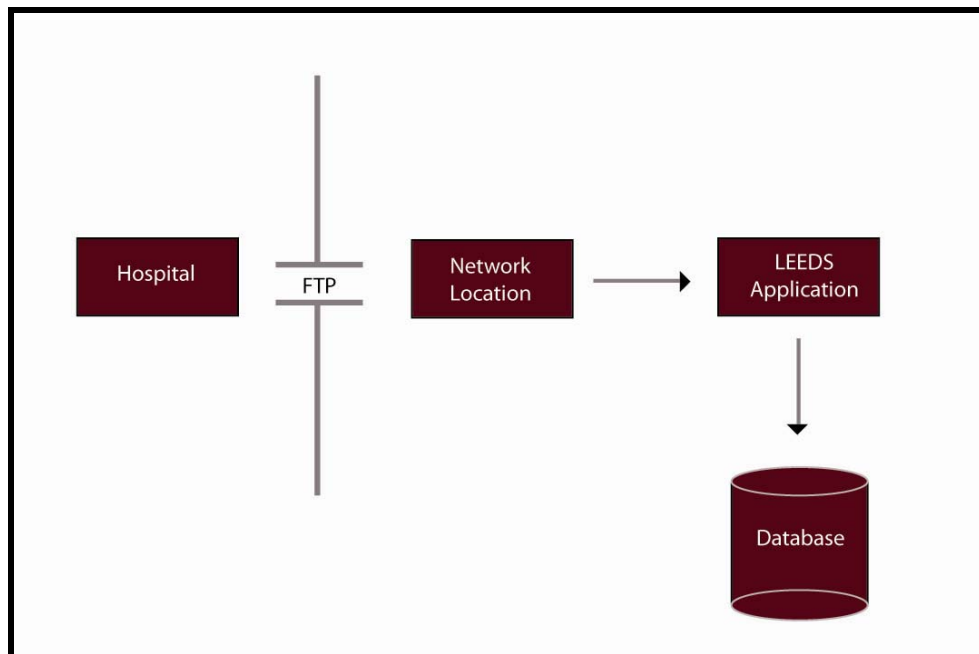 Hospital
FTP
Network
Location
LEEDS
Application
Database